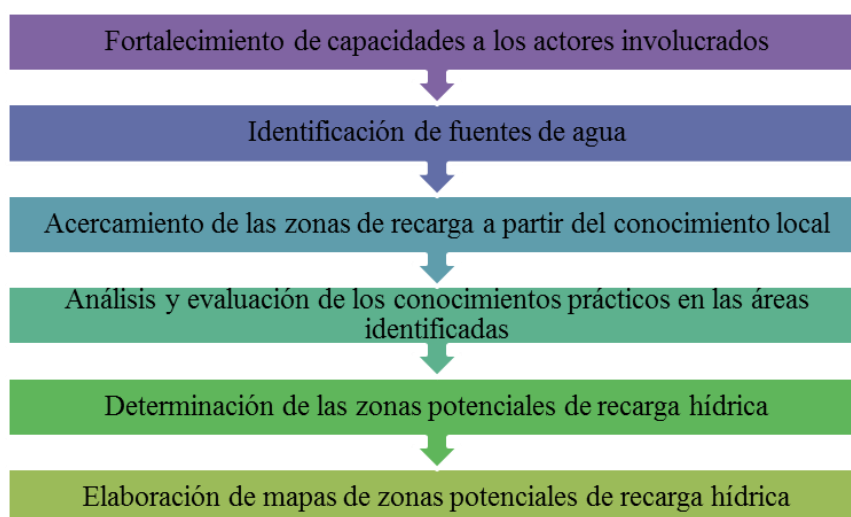 Fortalecimiento de capacidades a los actores involucrados
Identificación de fuentes de agua
Acercamiento de las zonas de recarga a partir del conocimiento local
Análisis y evaluación de los conocimientos prácticos en las áreas
identificadas
Determinación de las zonas potenciales de recarga hídrica
Elaboración de mapas de zonas potenciales de recarga hídrica